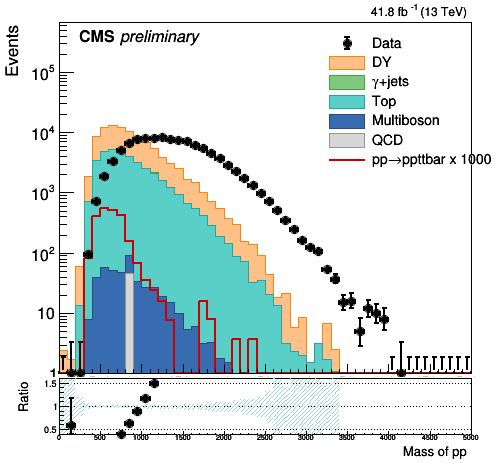 41.8 fb⁻¹ (13 TeV)
CMS preliminary
Events
Data
DY
γ+jets
Top
Multiboson
QCD
pp→ppttbar x 1000
10⁵
10⁴
10³
10²
10
1
Ratio
1.5
1
0.5
0 500 1000 1500 2000 2500 3000 3500 4000 4500 5000
Mass of pp